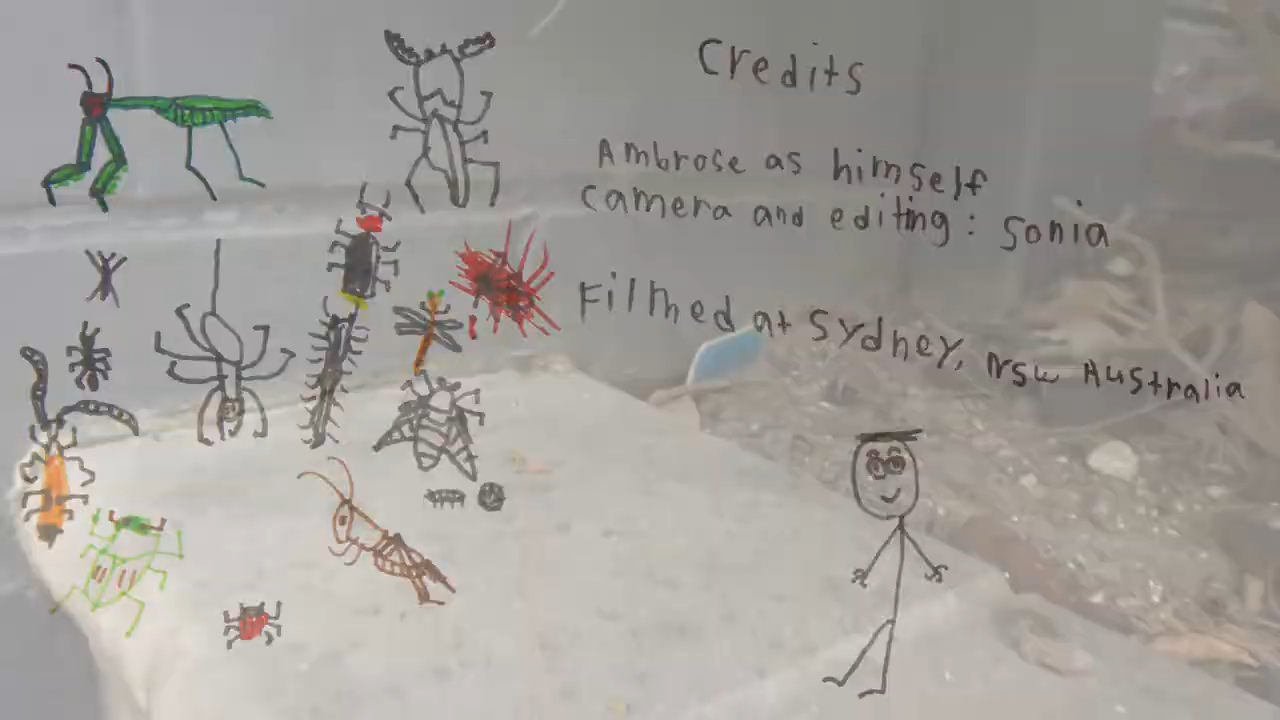 Credits
Ambrose as himself
camera and editing: Sonia
Filmed at Sydney, NSW Australia